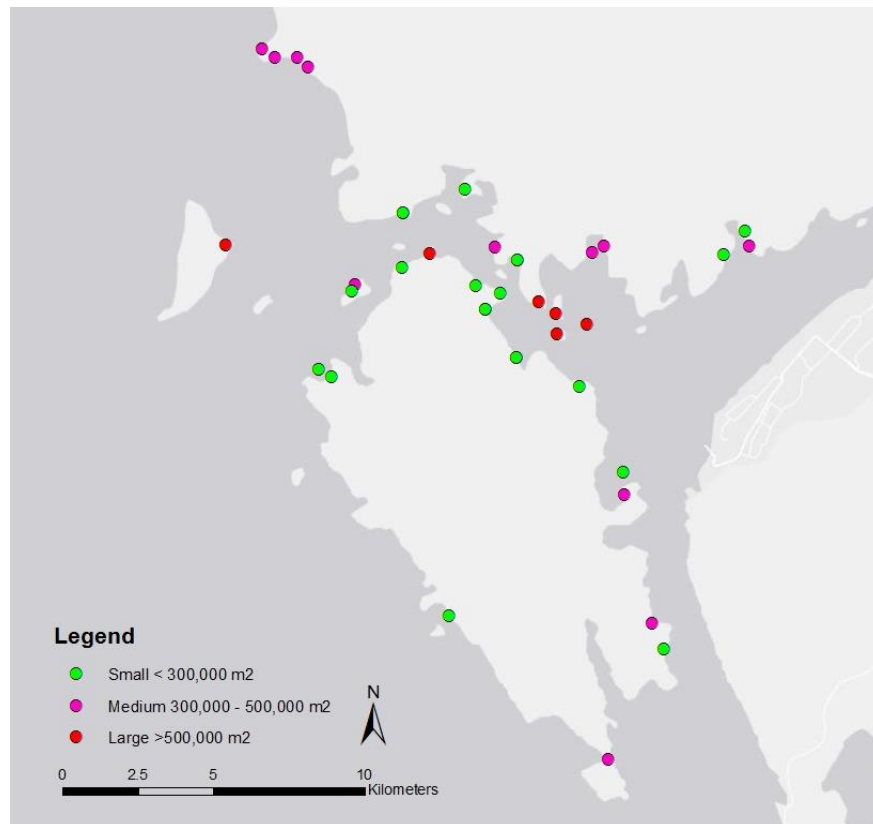 Legend
Small < 300,000 m2
Medium 300,000 - 500,000 m2
Large >500,000 m2
N
0 2.5 5 10
Kilometers